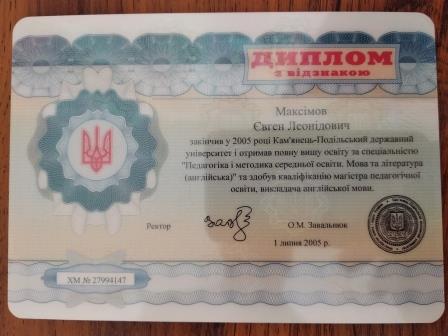 ДИПЛОМ
з відзнакою
Максімов
Євген Леонідович
закінчив у 2005 році Кам'янець-Подільський державний
університет і отримав повну вищу освіту за спеціальністю
"Педагогіка і методика середньої освіти. Мова та література
(англійська)" та здобув кваліфікацію магістра педагогічної
освіти, викладача англійської мови.
Ректор
О.М. Завальнюк
1 липня 2005 р.
ХМ № 27994147